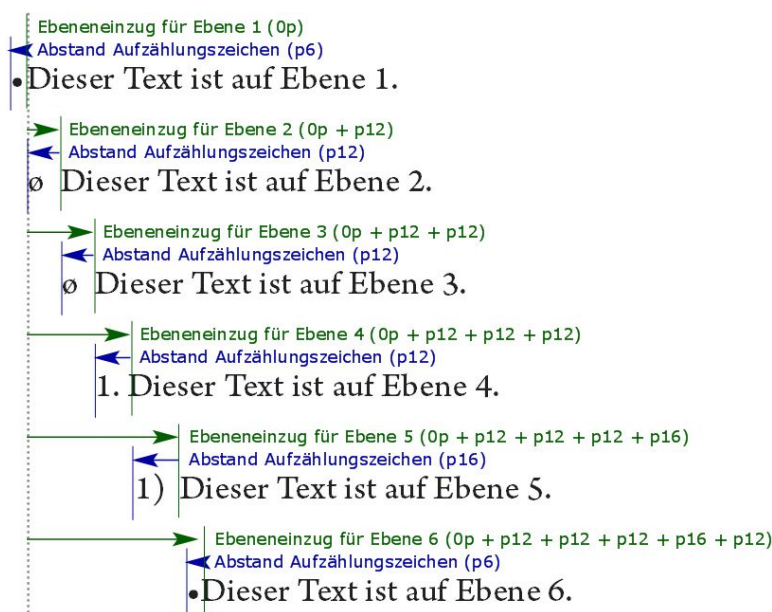 Ebeneneinzug für Ebene 1 (0p)
Abstand Aufzählungszeichen (p6)
•Dieser Text ist auf Ebene 1.
Ebeneneinzug für Ebene 2 (0p + p12)
Abstand Aufzählungszeichen (p12)
ø Dieser Text ist auf Ebene 2.
Ebeneneinzug für Ebene 3 (0p + p12 + p12)
Abstand Aufzählungszeichen (p12)
ø Dieser Text ist auf Ebene 3.
Ebeneneinzug für Ebene 4 (0p + p12 + p12 + p12)
Abstand Aufzählungszeichen (p12)
1. Dieser Text ist auf Ebene 4.
Ebeneneinzug für Ebene 5 (0p + p12 + p12 + p12 + p16)
Abstand Aufzählungszeichen (p16)
1) Dieser Text ist auf Ebene 5.
Ebeneneinzug für Ebene 6 (0p + p12 + p12 + p12 + p16 + p12)
Abstand Aufzählungszeichen (p6)
•Dieser Text ist auf Ebene 6.